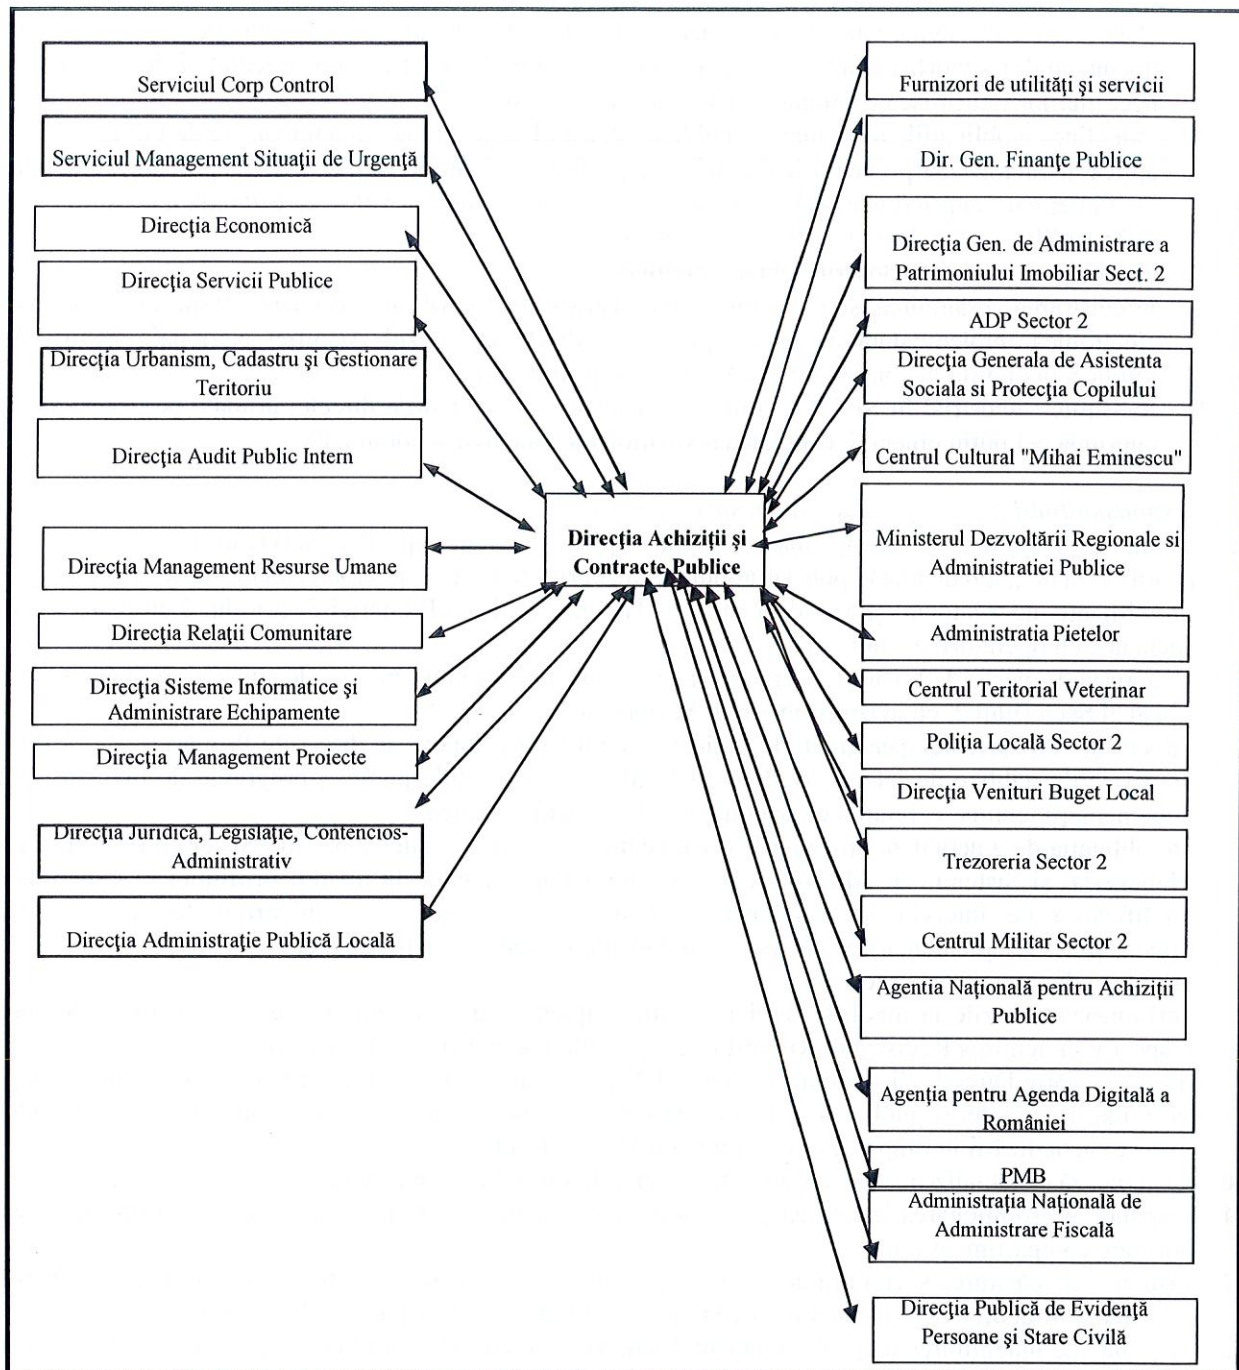 Serviciul Corp Control
Serviciul Management Situaţii de Urgenţă
Direcţia Economică
Direcţia Servicii Publice
Direcţia Urbanism, Cadastru şi Gestionare
Teritoriu
Direcţia Audit Public Intern
Direcţia Management Resurse Umane
Direcţia Relaţii Comunitare
Direcţia Sisteme Informatice şi
Administrare Echipamente
Direcţia Management Proiecte
Direcţia Juridică, Legislaţie, Contencios-
Administrativ
Direcţia Administraţie Publică Locală
Direcţia Achiziţii şi
Contracte Publice
Furnizori de utilităţi şi servicii
Dir. Gen. Finanţe Publice
Direcţia Gen. de Administrare a
Patrimoniului Imobiliar Sect. 2
ADP Sector 2
Direcţia Generala de Asistenta
Sociala si Protecţia Copilului
Centrul Cultural "Mihai Eminescu"
Ministerul Dezvoltării Regionale si
Administratiei Publice
Administratia Pietelor
Centrul Teritorial Veterinar
Poliţia Locală Sector 2
Direcţia Venituri Buget Local
Trezoreria Sector 2
Centrul Militar Sector 2
Agentia Naţională pentru Achiziţii
Publice
Agenţia pentru Agenda Digitală a
României
PMB
Administraţia Naţională de
Administrare Fiscală
Direcţia Publică de Evidenţă
Persoane şi Stare Civilă